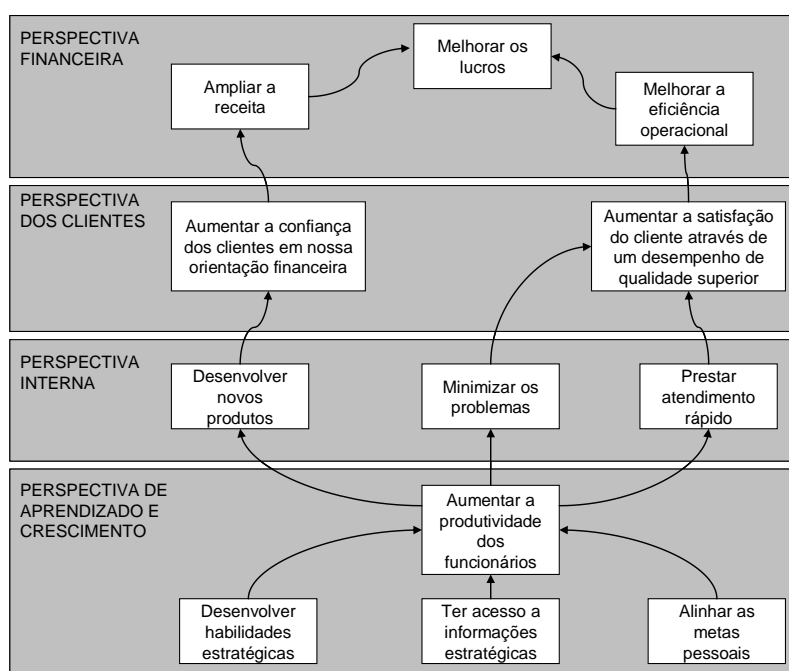 PERSPECTIVA
FINANCEIRA
Melhorar os
lucros
Ampliar a
receita
Melhorar a
eficiência
operacional
PERSPECTIVA
DOS CLIENTES
Aumentar a confiança
dos clientes em nossa
orientação financeira
Aumentar a satisfação
do cliente através de
um desempenho de
qualidade superior
PERSPECTIVA
INTERNA
Desenvolver
novos
produtos
Minimizar os
problemas
Prestar
atendimento
rápido
PERSPECTIVA DE
APRENDIZADO E
CRESCIMENTO
Aumentar a
produtividade
dos
funcionários
Desenvolver
habilidades
estratégicas
Ter acesso a
informações
estratégicas
Alinhar as
metas
pessoais